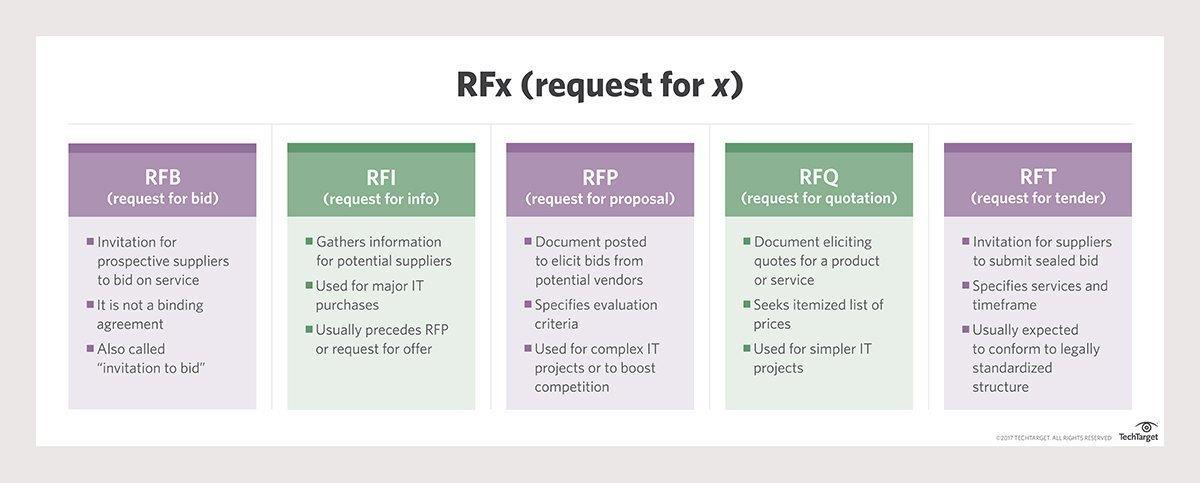 RFx (request for x)
RFB
(request for bid)
Invitation for
prospective suppliers
to bid on service
It is not a binding
agreement
Also called
“invitation to bid”
RFI
(request for info)
Gathers information
for potential suppliers
Used for major IT
purchases
Usually precedes RFP
or request for offer
RFP
(request for proposal)
Document posted
to elicit bids from
potential vendors
Specifies evaluation
criteria
Used for complex IT
projects or to boost
competition
RFQ
(request for quotation)
Document eliciting
quotes for a product
or service
Seeks itemized list of
prices
Used for simpler IT
projects
RFT
(request for tender)
Invitation for suppliers
to submit sealed bid
Specifies services and
timeframe
Usually expected
to conform to legally
standardized
structure
©2017 TECHTARGET. ALL RIGHTS RESERVED
TechTarget